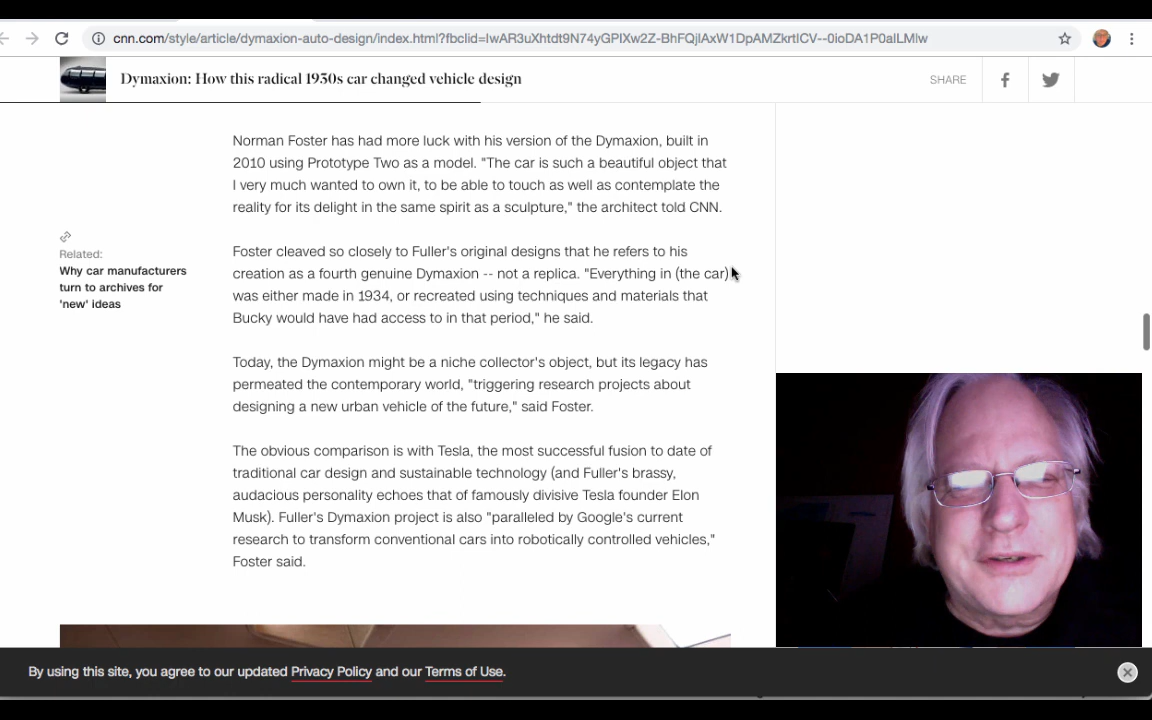 cnn.com/style/article/dymaxion-auto-design/index.html?fbclid=IwAR3uXhtdt9N74yGPIXw2Z-BhFQjlAxW1DpAMZkrtICV--0ioDA1P0alLMlw
Dymaxion: How this radical 1930s car changed vehicle design
SHARE
Norman Foster has had more luck with his version of the Dymaxion, built in
2010 using Prototype Two as a model. "The car is such a beautiful object that
I very much wanted to own it, to be able to touch as well as contemplate the
reality for its delight in the same spirit as a sculpture," the architect told CNN.
Related:
Why car manufacturers
turn to archives for
'new' ideas
Foster cleaved so closely to Fuller's original designs that he refers to his
creation as a fourth genuine Dymaxion -- not a replica. "Everything in (the car)
was either made in 1934, or recreated using techniques and materials that
Bucky would have had access to in that period," he said.
Today, the Dymaxion might be a niche collector's object, but its legacy has
permeated the contemporary world, "triggering research projects about
designing a new urban vehicle of the future," said Foster.
The obvious comparison is with Tesla, the most successful fusion to date of
traditional car design and sustainable technology (and Fuller's brassy,
audacious personality echoes that of famously divisive Tesla founder Elon
Musk). Fuller's Dymaxion project is also "paralleled by Google's current
research to transform conventional cars into robotically controlled vehicles,"
Foster said.
By using this site, you agree to our updated Privacy Policy and our Terms of Use.